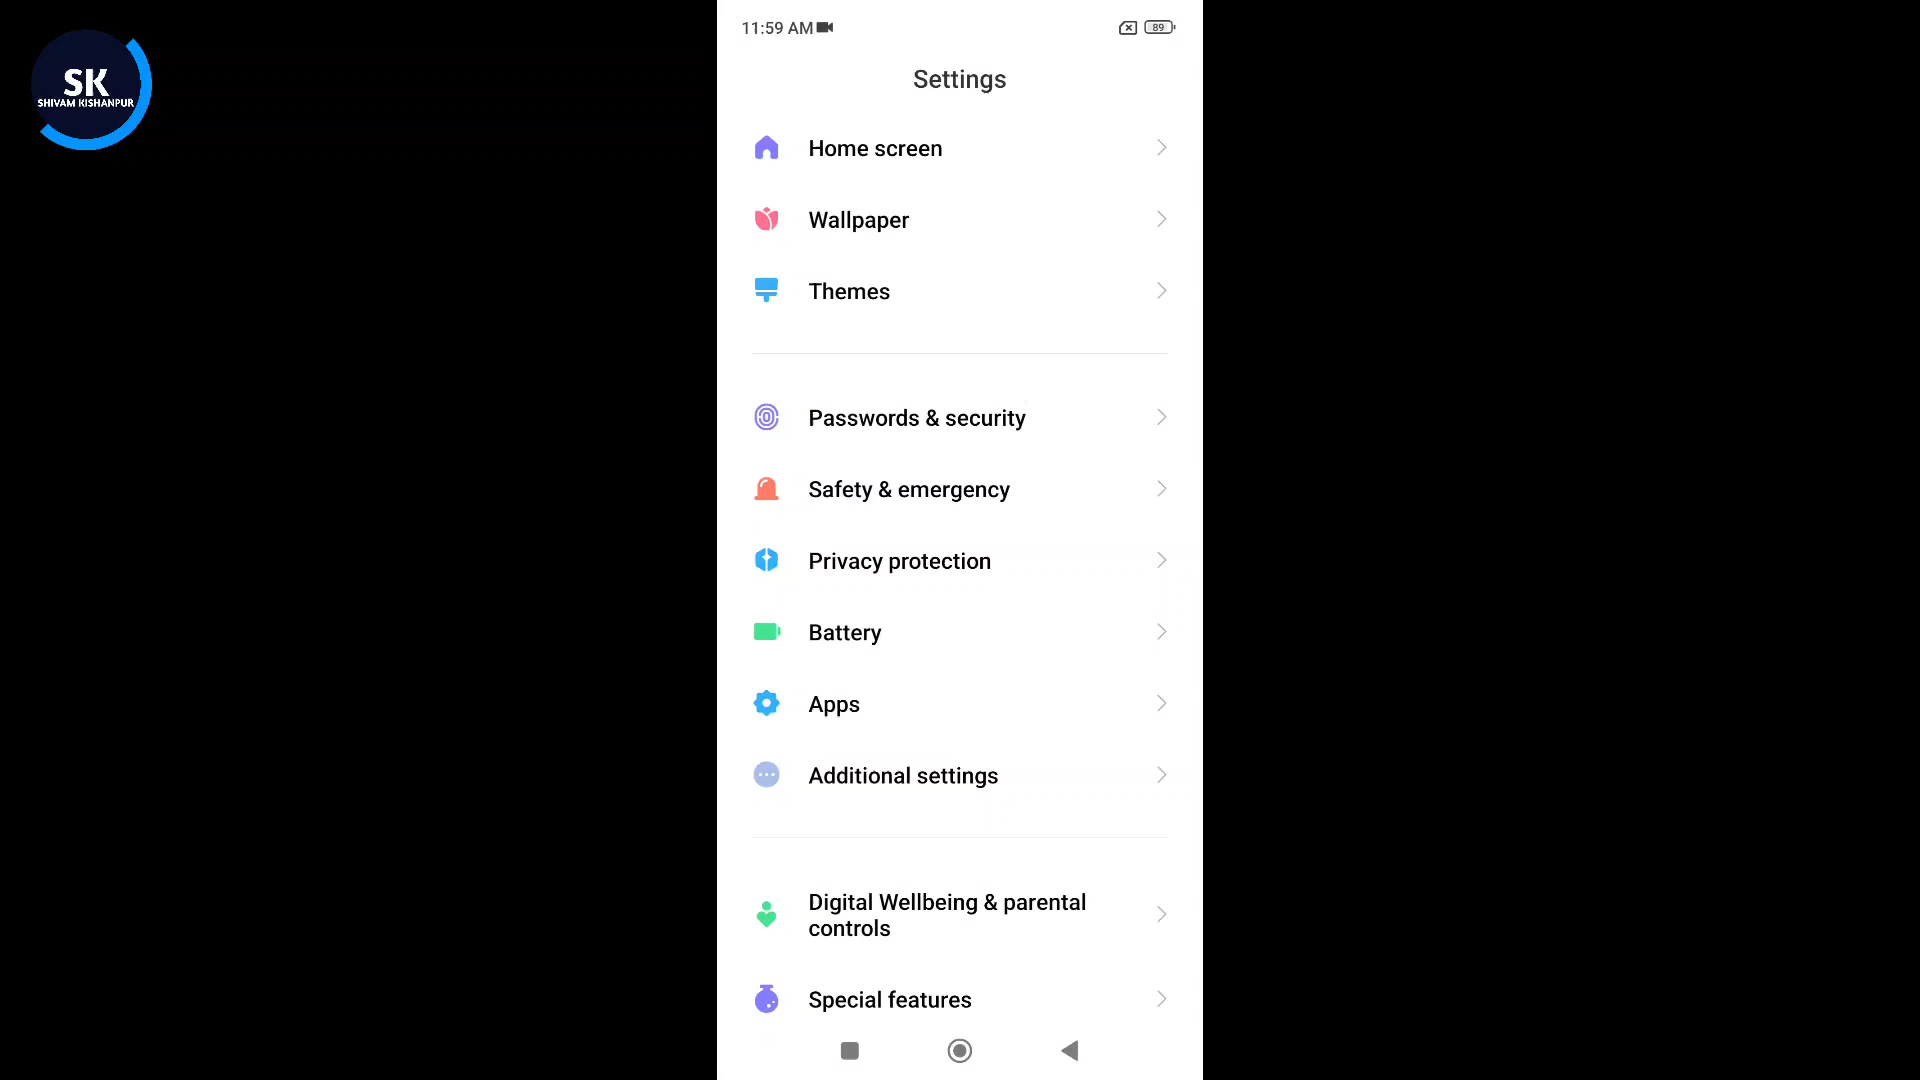 SK
SHIVAM KISHANPUR
11:59 AM
89
Settings
Home screen
Wallpaper
Themes
Passwords & security
Safety & emergency
Privacy protection
Battery
Apps
Additional settings
Digital Wellbeing & parental
controls
Special features